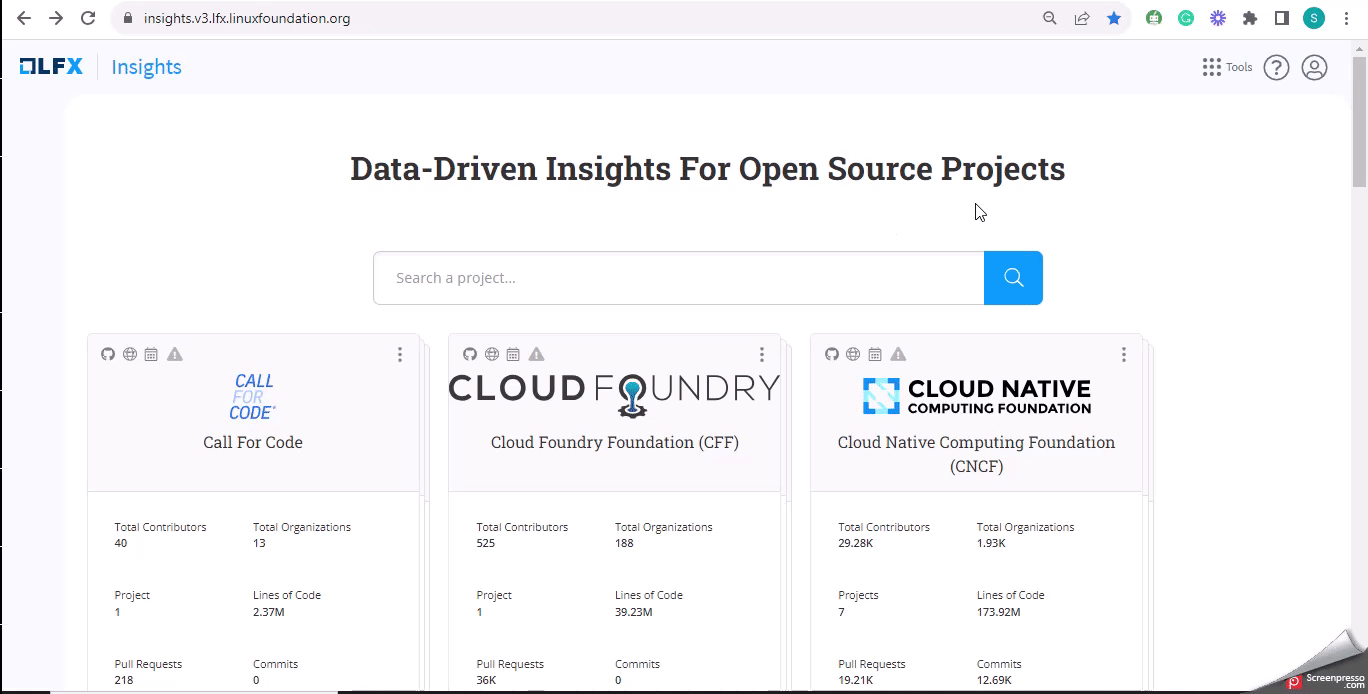 insights.v3.lfx.linuxfoundation.org
S
LFX Insights
Tools
?
Data-Driven Insights For Open Source Projects
Search a project...
CALL
FOR
CODE
Call For Code
Total Contributors Total Organizations
40 13
Project Lines of Code
1 2.37M
Pull Requests Commits
218 0
CLOUD FOUNDRY
Cloud Foundry Foundation (CFF)
Total Contributors Total Organizations
525 188
Project Lines of Code
1 39.23M
Pull Requests Commits
36K 0
CLOUD NATIVE
COMPUTING FOUNDATION
Cloud Native Computing Foundation
(CNCF)
Total Contributors Total Organizations
29.28K 1.93K
Projects Lines of Code
7 173.92M
Pull Requests Commits
19.21K 12.69K
Screenpresso
.com